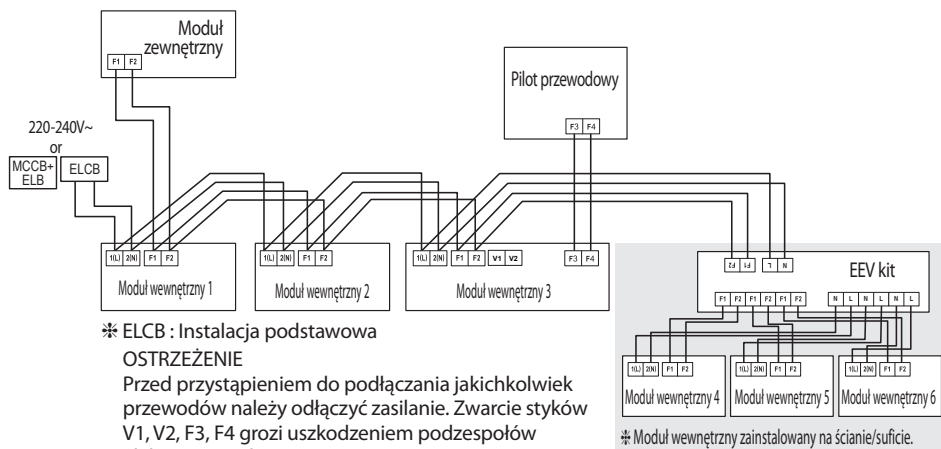 Moduł
zewnętrzny
F1 F2
Pilot przewodowy
F3 F4
220-240V~
or
MCCB+
ELB
ELCB
1(L) 2(N) F1 F2
Moduł wewnętrzny 1
1(L) 2(N) F1 F2
Moduł wewnętrzny 2
1(L) 2(N) F1 F2 V1 V2 F3 F4
Moduł wewnętrzny 3
F2 F1 L N
EEV kit
F1 F2 F1 F2 F1 F2 N L N L N L
1(L) 2(N) F1 F2
Moduł wewnętrzny 4
1(L) 2(N) F1 F2
Moduł wewnętrzny 5
1(L) 2(N) F1 F2
Moduł wewnętrzny 6
※ Moduł wewnętrzny zainstalowany na ścianie/suficie.
※ ELCB : Instalacja podstawowa
OSTRZEŻENIE
Przed przystąpieniem do podłączania jakichkolwiek
przewodów należy odłączyć zasilanie. Zwarcie styków
V1, V2, F3, F4 grozi uszkodzeniem podzespołów